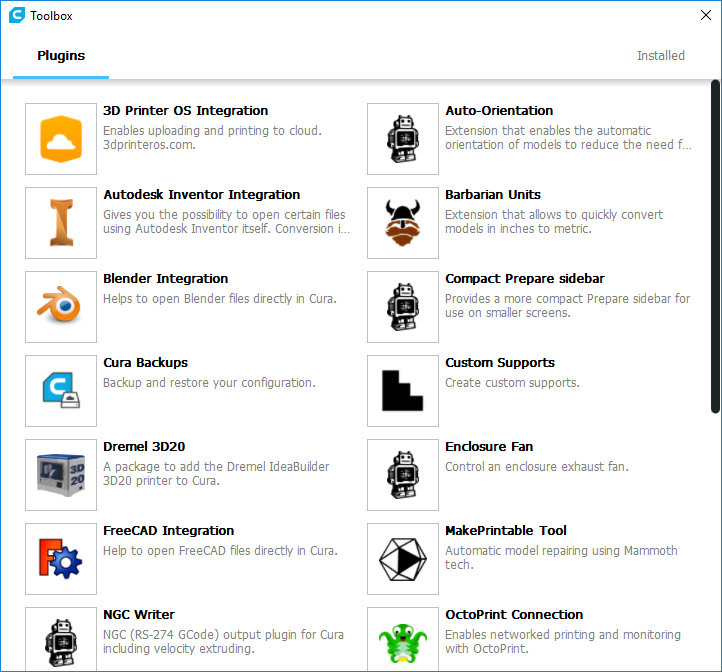 Toolbox
Plugins
Installed
3D Printer OS Integration
Enables uploading and printing to cloud.
3dprinteros.com.
Auto-Orientation
Extension that enables the automatic
orientation of models to reduce the need f...
Autodesk Inventor Integration
Gives you the possibility to open certain files
using Autodesk Inventor itself. Conversion i...
Barbarian Units
Extension that allows to quickly convert
models in inches to metric.
Blender Integration
Helps to open Blender files directly in Cura.
Compact Prepare sidebar
Provides a more compact Prepare sidebar for
use on smaller screens.
Cura Backups
Backup and restore your configuration.
Custom Supports
Create custom supports.
3D
20
Dremel 3D20
A package to add the Dremel IdeaBuilder
3D20 printer to Cura.
Enclosure Fan
Control an enclosure exhaust fan.
FreeCAD Integration
Help to open FreeCAD files directly in Cura.
MakePrintable Tool
Automatic model repairing using Mammoth
tech.
NGC Writer
NGC (RS-274 GCode) output plugin for Cura
including velocity extruding.
OctoPrint Connection
Enables networked printing and monitoring
with OctoPrint.